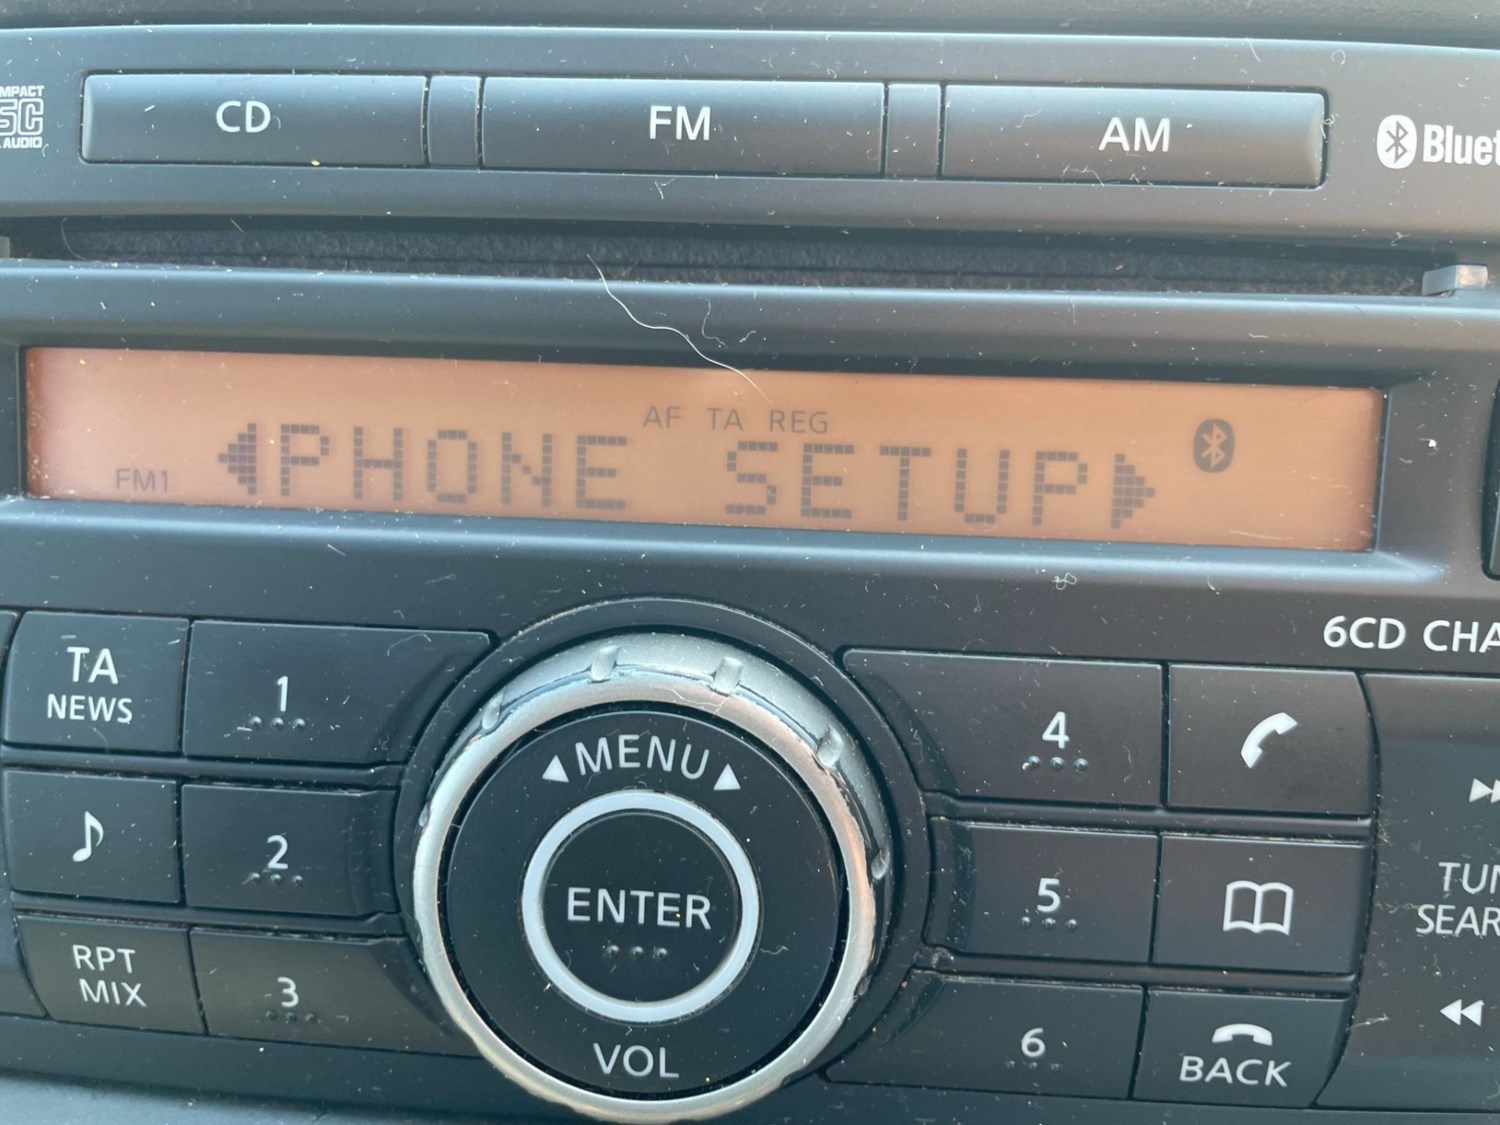 CD
FM
AM
AUDIO
AF TA REG
FM1
PHONE SETUP
6CD
TA
NEWS
1
4
MENU
2
5
ENTER
RPT
MIX
3
6
VOL
BACK